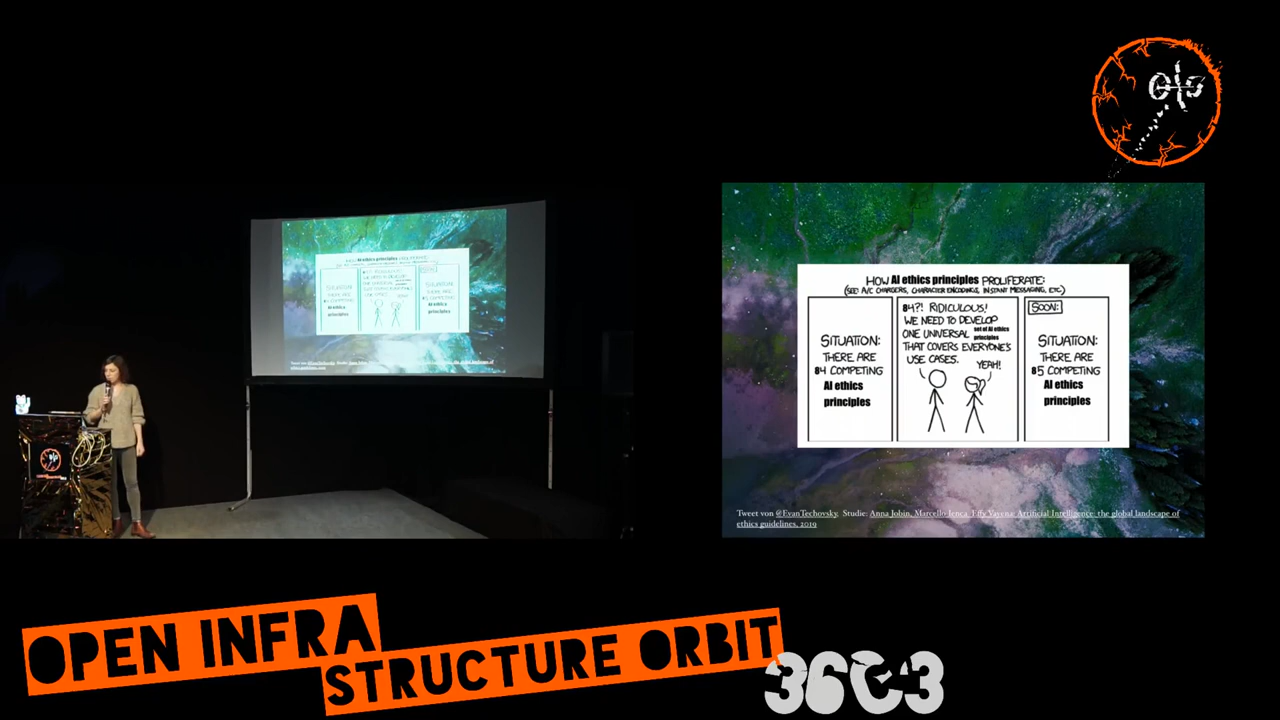 HOW AI ethics principles PROLIFERATE:
(SEE: A/C CHARGERS, CHARACTER ENCODINGS, INSTANT MESSAGING, ETC.)
SITUATION:
THERE ARE
84 COMPETING
AI ethics
principles
84?! RIDICULOUS!
WE NEED TO DEVELOP
ONE UNIVERSAL set of AI ethics
principles
THAT COVERS EVERYONE'S
USE CASES.
YEAH!
SOON:
SITUATION:
THERE ARE
85 COMPETING
AI ethics
principles
Tweet von @EvanTechovsky, Studie: Anna Jobin, Marcello Ienca, Effy Vayena: Artificial Intelligence: the global landscape of
ethics guidelines, 2019
OPEN INFRA
STRUCTURE ORBIT
36C3